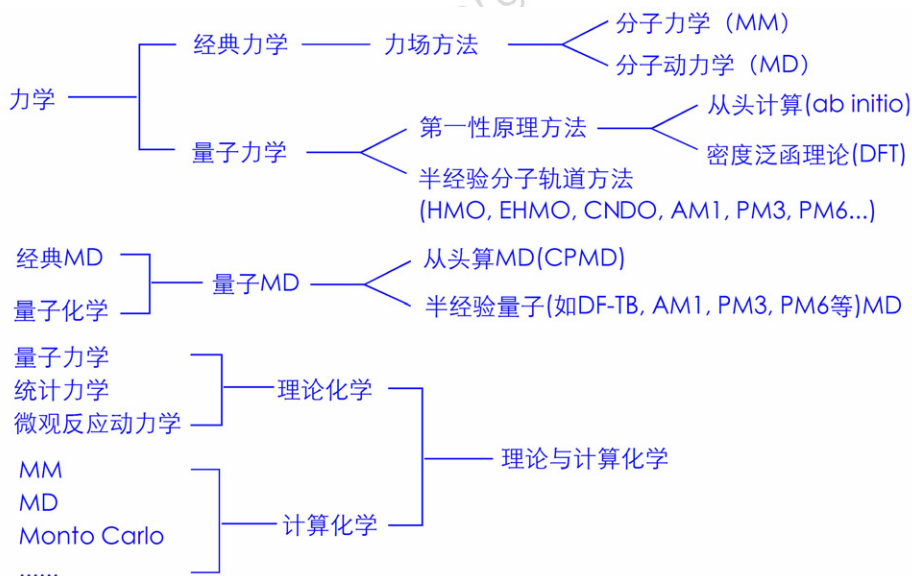 经典力学
力场方法
分子力学（MM）
分子动力学（MD）
力学
量子力学
第一性原理方法
从头计算(ab initio)
密度泛函理论(DFT)
半经验分子轨道方法
(HMO, EHMO, CNDO, AM1, PM3, PM6...)
经典MD
量子化学
量子MD
从头算MD(CPMD)
半经验量子(如DF-TB, AM1, PM3, PM6等)MD
量子力学
统计力学
微观反应动力学
理论化学
MM
MD
Monto Carlo
......
计算化学
理论与计算化学